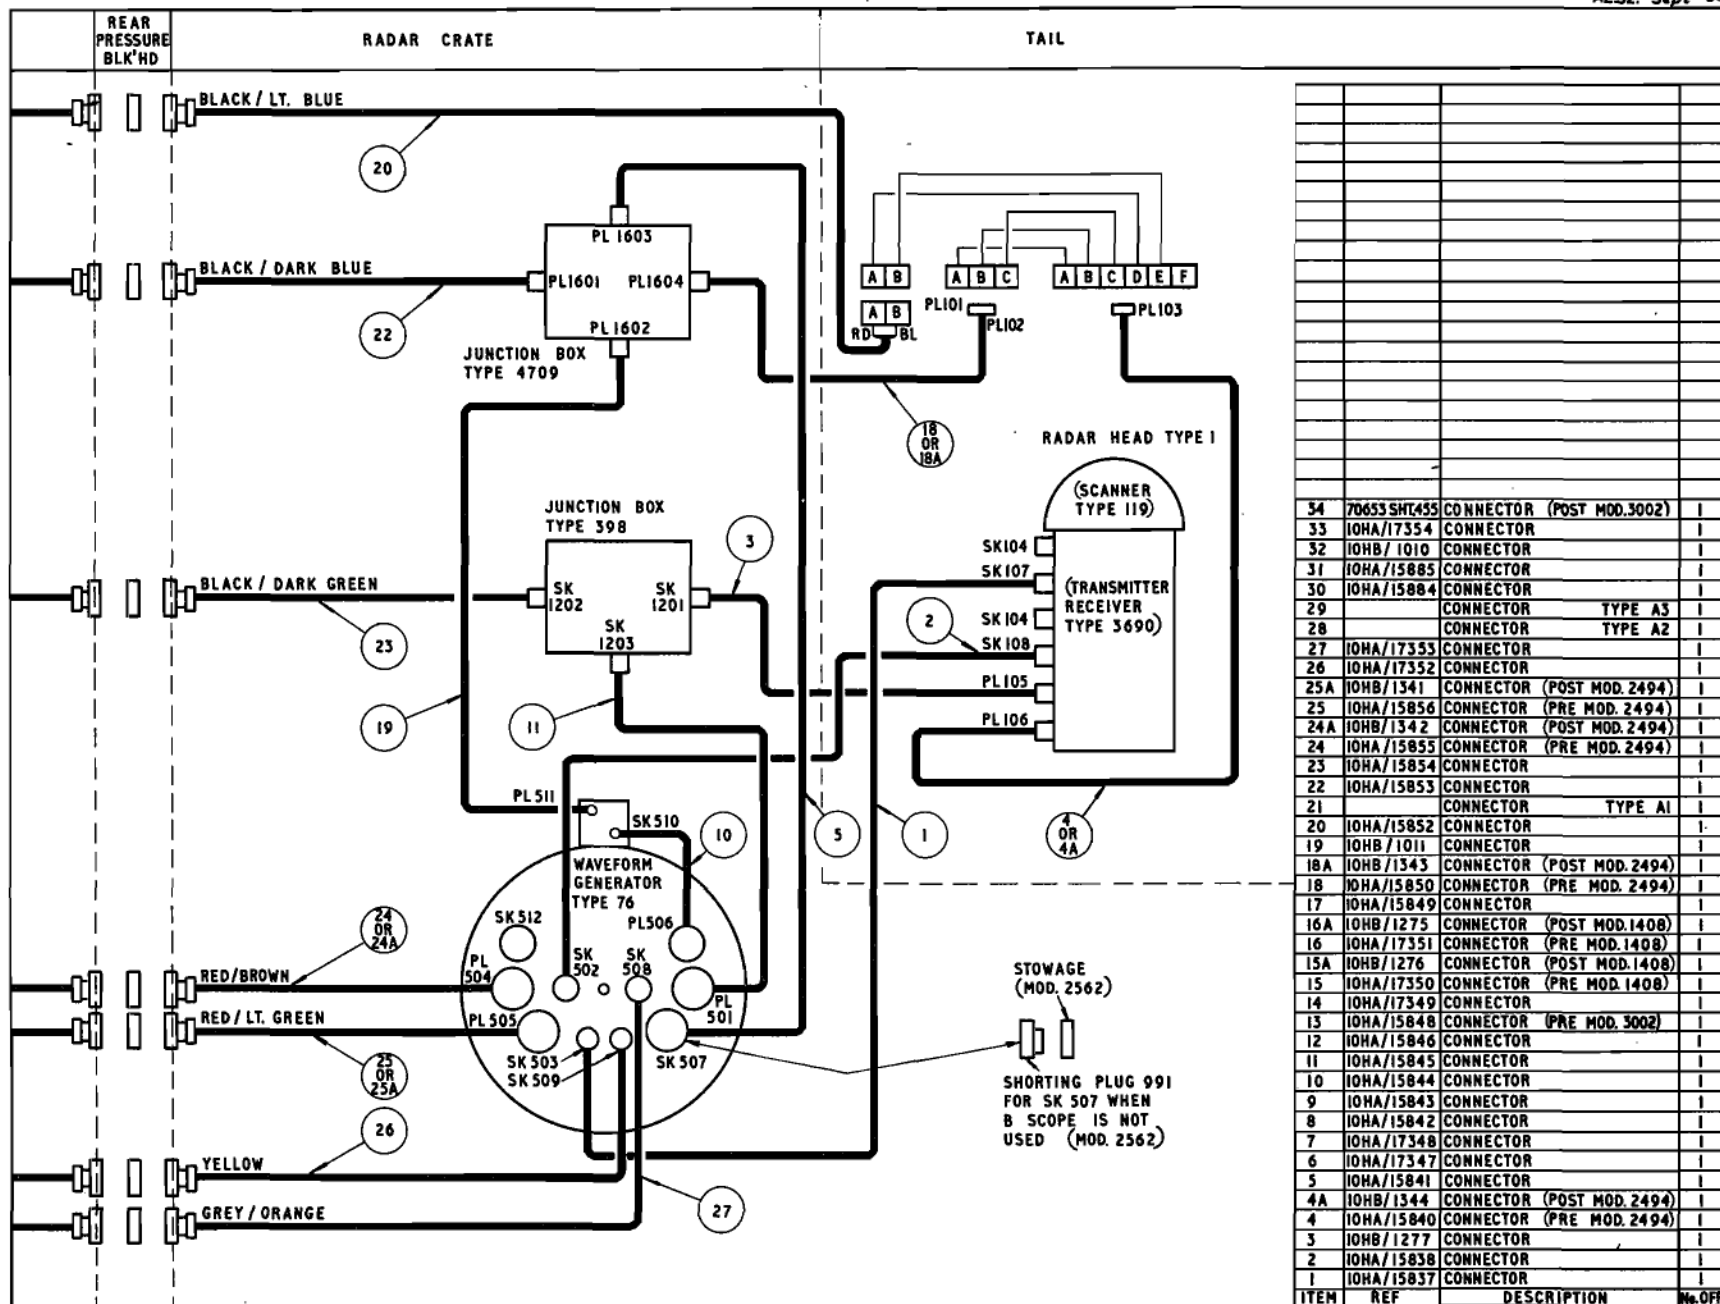 REAR
PRESSURE
BLK'HD
RADAR CRATE
TAIL
BLACK / LT. BLUE
20
PL 1603
BLACK / DARK BLUE
PL1601
PL1604
PL 1602
22
JUNCTION BOX
TYPE 4709
A B
A B C
A B C D E F
A B
RD
BL
PL101
PL102
PL103
18
OR
18A
RADAR HEAD TYPE 1
(SCANNER
TYPE 119)
JUNCTION BOX
TYPE 398
3
SK104
SK107
BLACK / DARK GREEN
SK
1202
SK
1201
SK
1203
(TRANSMITTER
RECEIVER
TYPE 3690)
2
SK104
SK108
23
PL105
PL106
19
11
PL511
SK510
10
5
1
4
OR
4A
WAVEFORM
GENERATOR
TYPE 76
SK512
PL506
24
OR
24A
PL
504
SK
502
SK
508
RED/BROWN
PL
501
RED / LT. GREEN
PL505
SK 503
SK 509
SK 507
25
OR
25A
STOWAGE
(MOD. 2562)
SHORTING PLUG 991
FOR SK 507 WHEN
B SCOPE IS NOT
USED (MOD. 2562)
26
YELLOW
GREY / ORANGE
27
34 70653 SHT.455 CONNECTOR (POST MOD.3002) 1
33 10HA/17354 CONNECTOR 1
32 10HB/1010 CONNECTOR 1
31 10HA/15885 CONNECTOR 1
30 10HA/15884 CONNECTOR 1
29 CONNECTOR TYPE A3 1
28 CONNECTOR TYPE A2 1
27 10HA/17353 CONNECTOR 1
26 10HA/17352 CONNECTOR 1
25A 10HB/1341 CONNECTOR (POST MOD. 2494) 1
25 10HA/15856 CONNECTOR (PRE MOD. 2494) 1
24A 10HB/1342 CONNECTOR (POST MOD. 2494) 1
24 10HA/15855 CONNECTOR (PRE MOD. 2494) 1
23 10HA/15854 CONNECTOR 1
22 10HA/15853 CONNECTOR 1
21 CONNECTOR TYPE A1 1
20 10HA/15852 CONNECTOR 1
19 10HB/1011 CONNECTOR 1
18A 10HB/1343 CONNECTOR (POST MOD. 2494) 1
18 10HA/15850 CONNECTOR (PRE MOD. 2494) 1
17 10HA/15849 CONNECTOR 1
16A 10HB/1275 CONNECTOR (POST MOD.1408) 1
16 10HA/17351 CONNECTOR (PRE MOD.1408) 1
15A 10HB/1276 CONNECTOR (POST MOD.1408) 1
15 10HA/17350 CONNECTOR (PRE MOD.1408) 1
14 10HA/17349 CONNECTOR 1
13 10HA/15848 CONNECTOR (PRE MOD. 3002) 1
12 10HA/15846 CONNECTOR 1
11 10HA/15845 CONNECTOR 1
10 10HA/15844 CONNECTOR 1
9 10HA/15843 CONNECTOR 1
8 10HA/15842 CONNECTOR 1
7 10HA/17348 CONNECTOR 1
6 10HA/17347 CONNECTOR 1
5 10HA/15841 CONNECTOR 1
4A 10HB/1344 CONNECTOR (POST MOD. 2494) 1
4 10HA/15840 CONNECTOR (PRE MOD. 2494) 1
3 10HB/1277 CONNECTOR 1
2 10HA/15838 CONNECTOR 1
1 10HA/15837 CONNECTOR 1
ITEM REF DESCRIPTION No.OFF